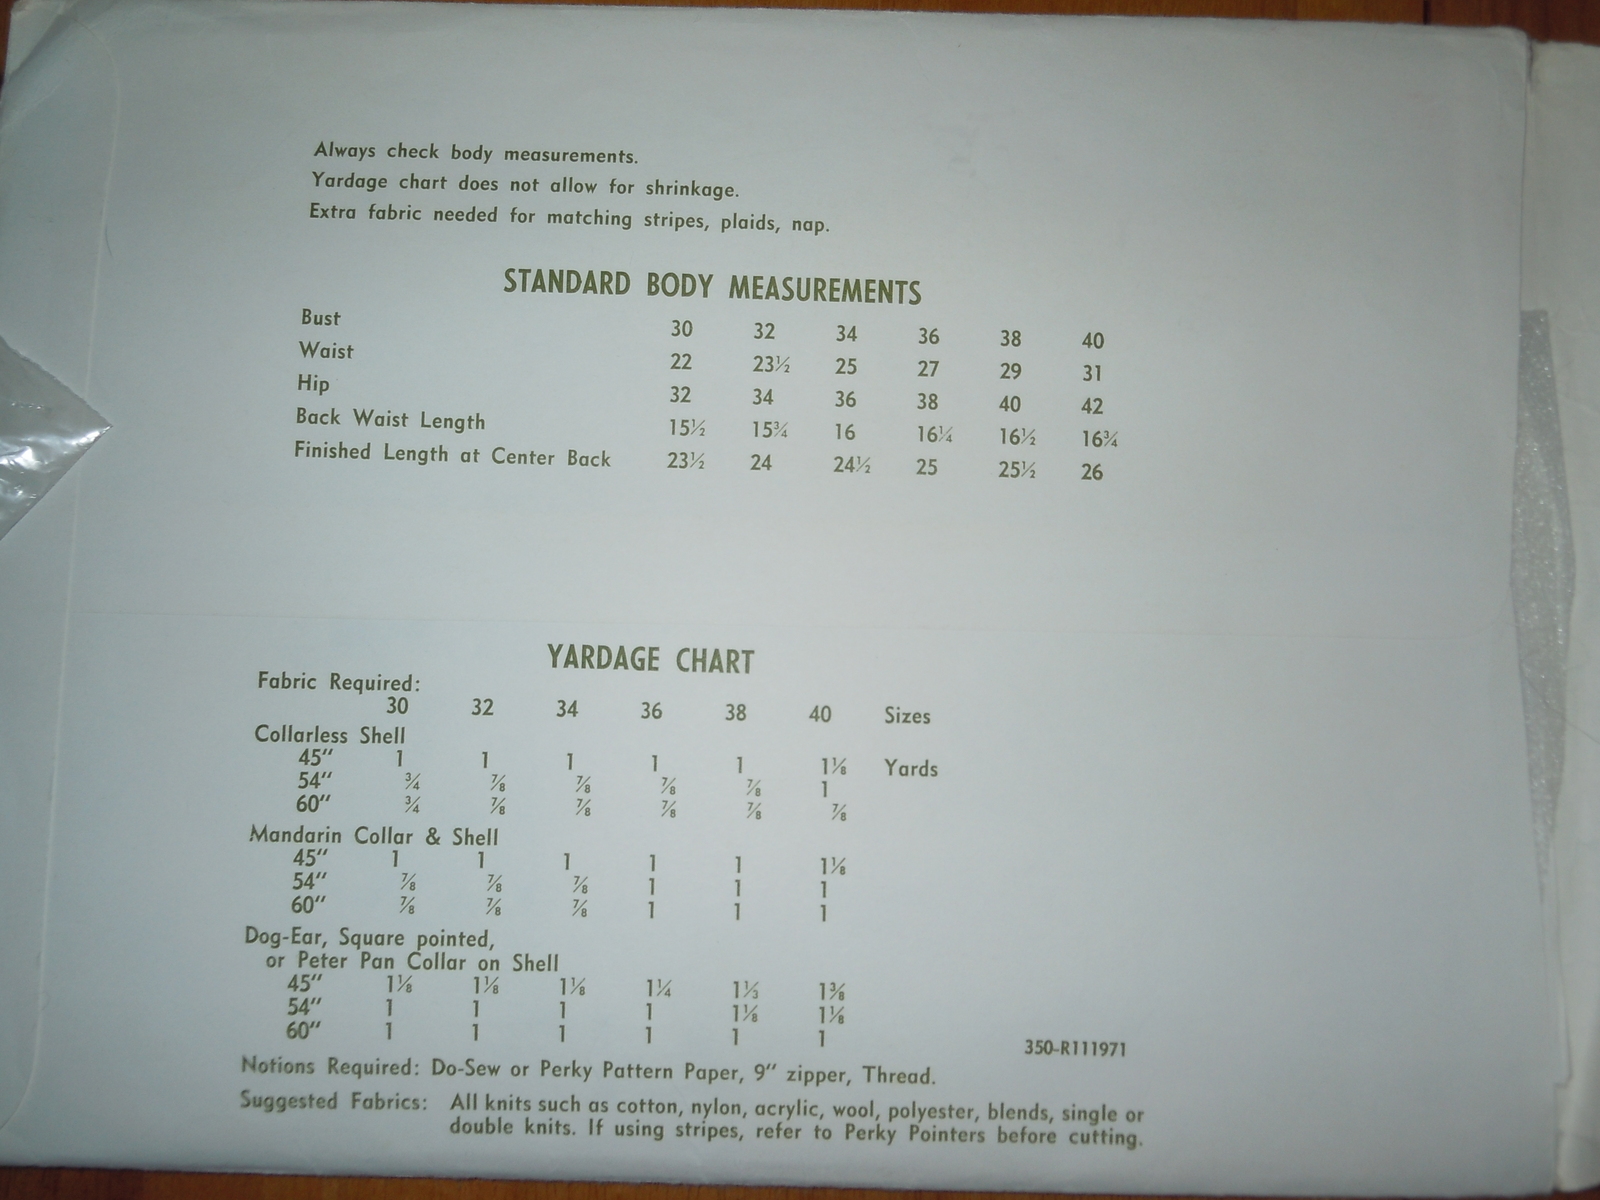 Always check body measurements.
Yardage chart does not allow for shrinkage.
Extra fabric needed for matching stripes, plaids, nap.
STANDARD BODY MEASUREMENTS
Bust 30 32 34 36 38 40
Waist 22 23½ 25 27 29 31
Hip 32 34 36 38 40 42
Back Waist Length 15½ 15¾ 16 16¼ 16½ 16¾
Finished Length at Center Back 23½ 24 24½ 25 25½ 26
YARDAGE CHART
Fabric Required:
30 32 34 36 38 40 Sizes
Collarless Shell
45" 1 1 1 1 1 1⅛ Yards
54" ¾ ⅞ ⅞ ⅞ ⅞ 1
60" ¾ ⅞ ⅞ ⅞ ⅞ ⅞
Mandarin Collar & Shell
45" 1 1 1 1 1 1⅛
54" ⅞ ⅞ ⅞ 1 1 1
60" ⅞ ⅞ ⅞ 1 1 1
Dog-Ear, Square pointed,
or Peter Pan Collar on Shell
45" 1⅛ 1⅛ 1⅛ 1¼ 1⅓ 1⅜
54" 1 1 1 1 1⅛ 1⅛
60" 1 1 1 1 1 1
350-R111971
Notions Required: Do-Sew or Perky Pattern Paper, 9" zipper, Thread.
Suggested Fabrics: All knits such as cotton, nylon, acrylic, wool, polyester, blends, single or
double knits. If using stripes, refer to Perky Pointers before cutting.